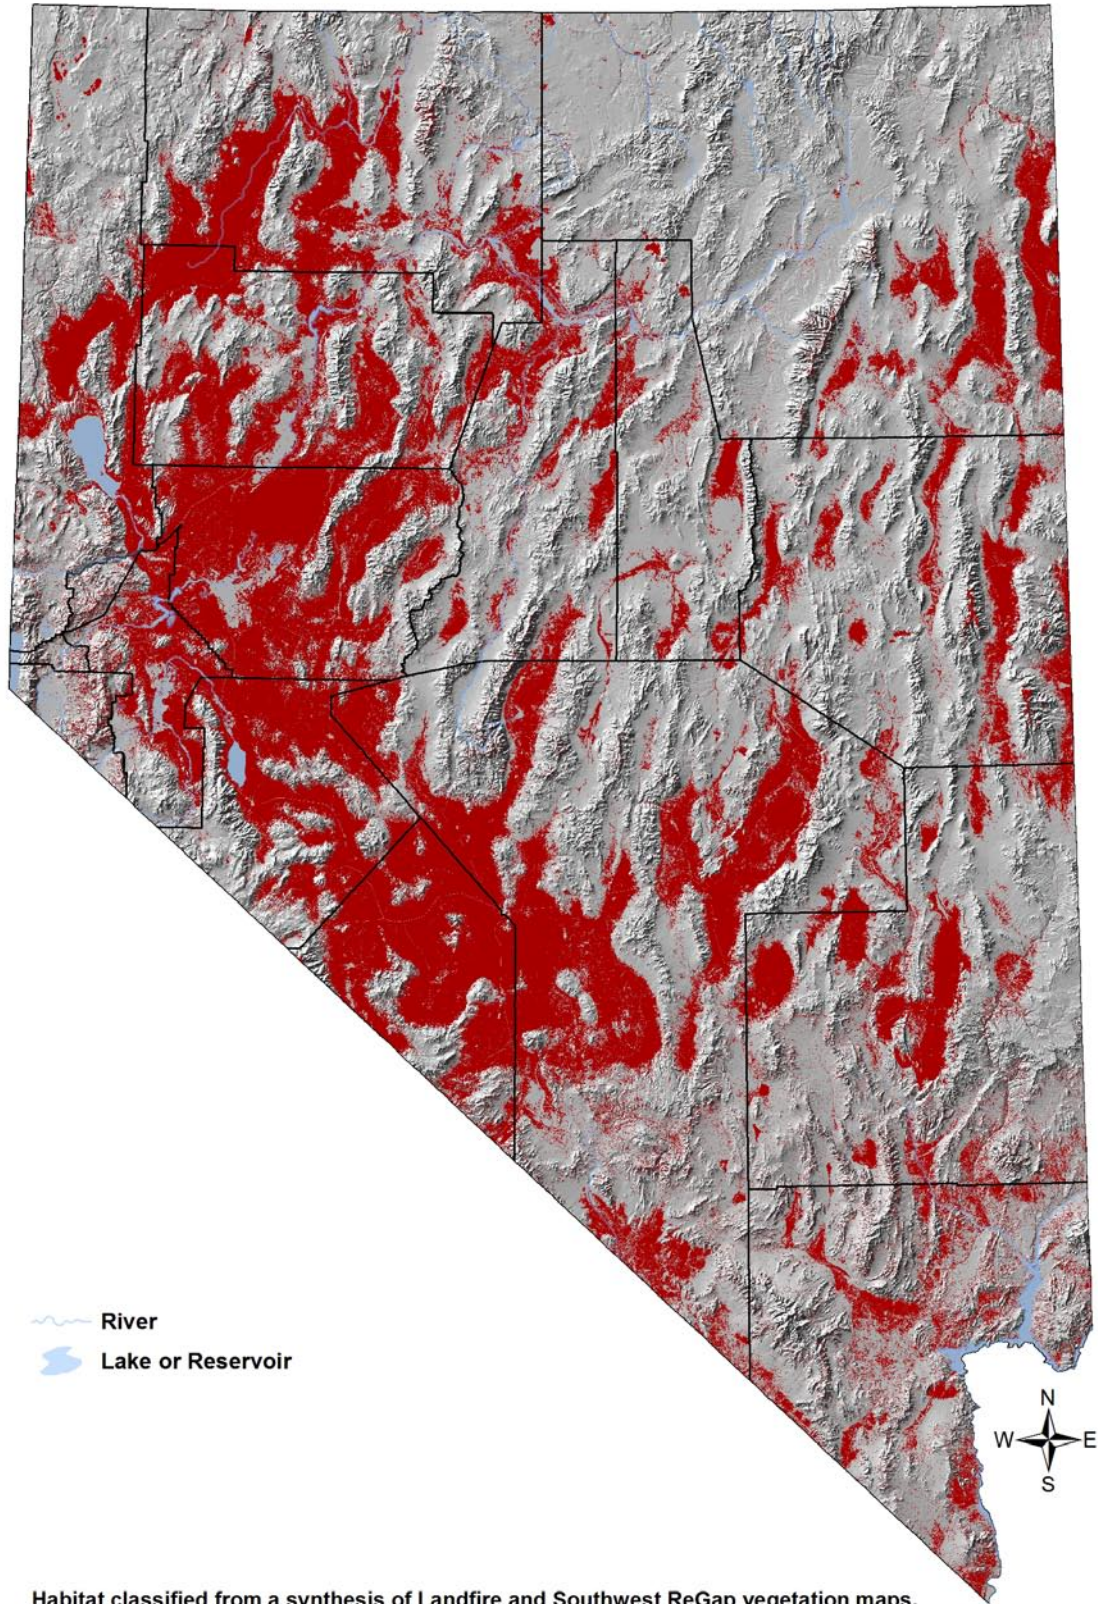 River
Lake or Reservoir
N
W E
S
Habitat classified from a synthesis of Landfire and Southwest ReGap vegetation maps.